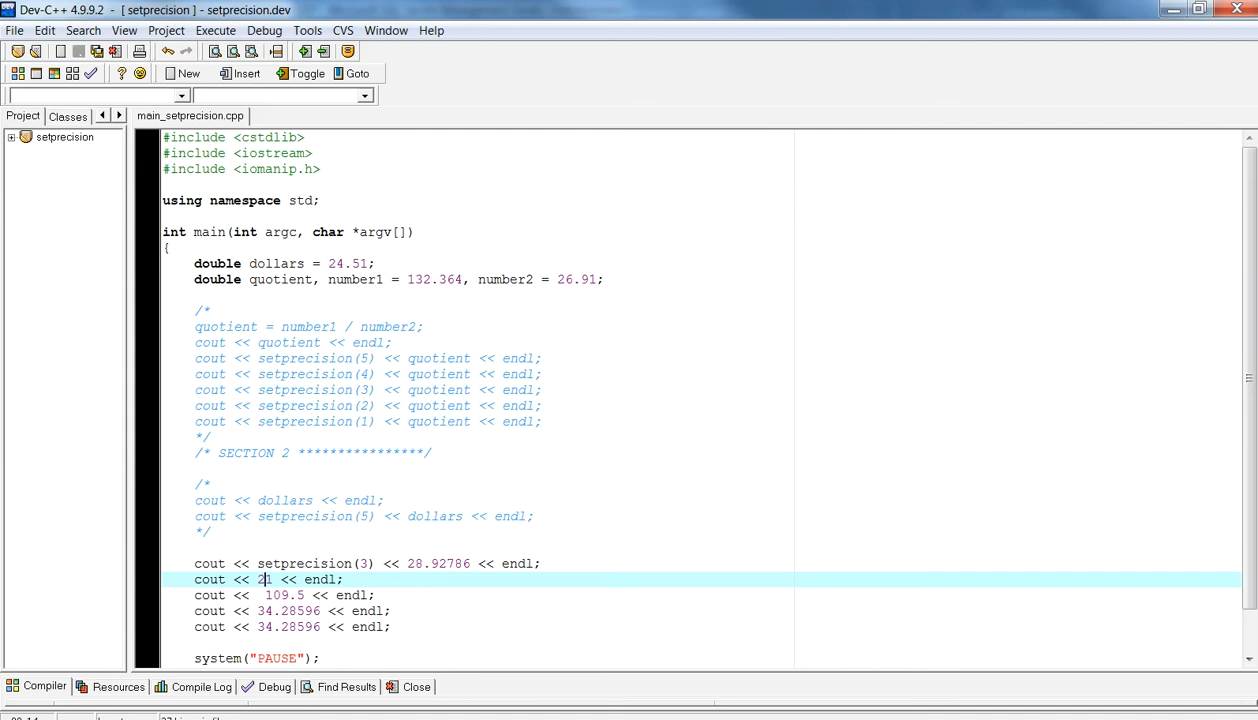 Dev-C++ 4.9.9.2 - [ setprecision ] - setprecision.dev
File Edit Search View Project Execute Debug Tools CVS Window Help
New Insert Toggle Goto
Project Classes main_setprecision.cpp
setprecision
#include <cstdlib>
#include <iostream>
#include <iomanip.h>
using namespace std;
int main(int argc, char *argv[])
{
double dollars = 24.51;
double quotient, number1 = 132.364, number2 = 26.91;
/*
quotient = number1 / number2;
cout << quotient << endl;
cout << setprecision(5) << quotient << endl;
cout << setprecision(4) << quotient << endl;
cout << setprecision(3) << quotient << endl;
cout << setprecision(2) << quotient << endl;
cout << setprecision(1) << quotient << endl;
*/
/* SECTION 2 ****************/
/*
cout << dollars << endl;
cout << setprecision(5) << dollars << endl;
*/
cout << setprecision(3) << 28.92786 << endl;
cout << 21 << endl;
cout <<  109.5 << endl;
cout << 34.28596 << endl;
cout << 34.28596 << endl;
system("PAUSE");
Compiler Resources Compile Log Debug Find Results Close